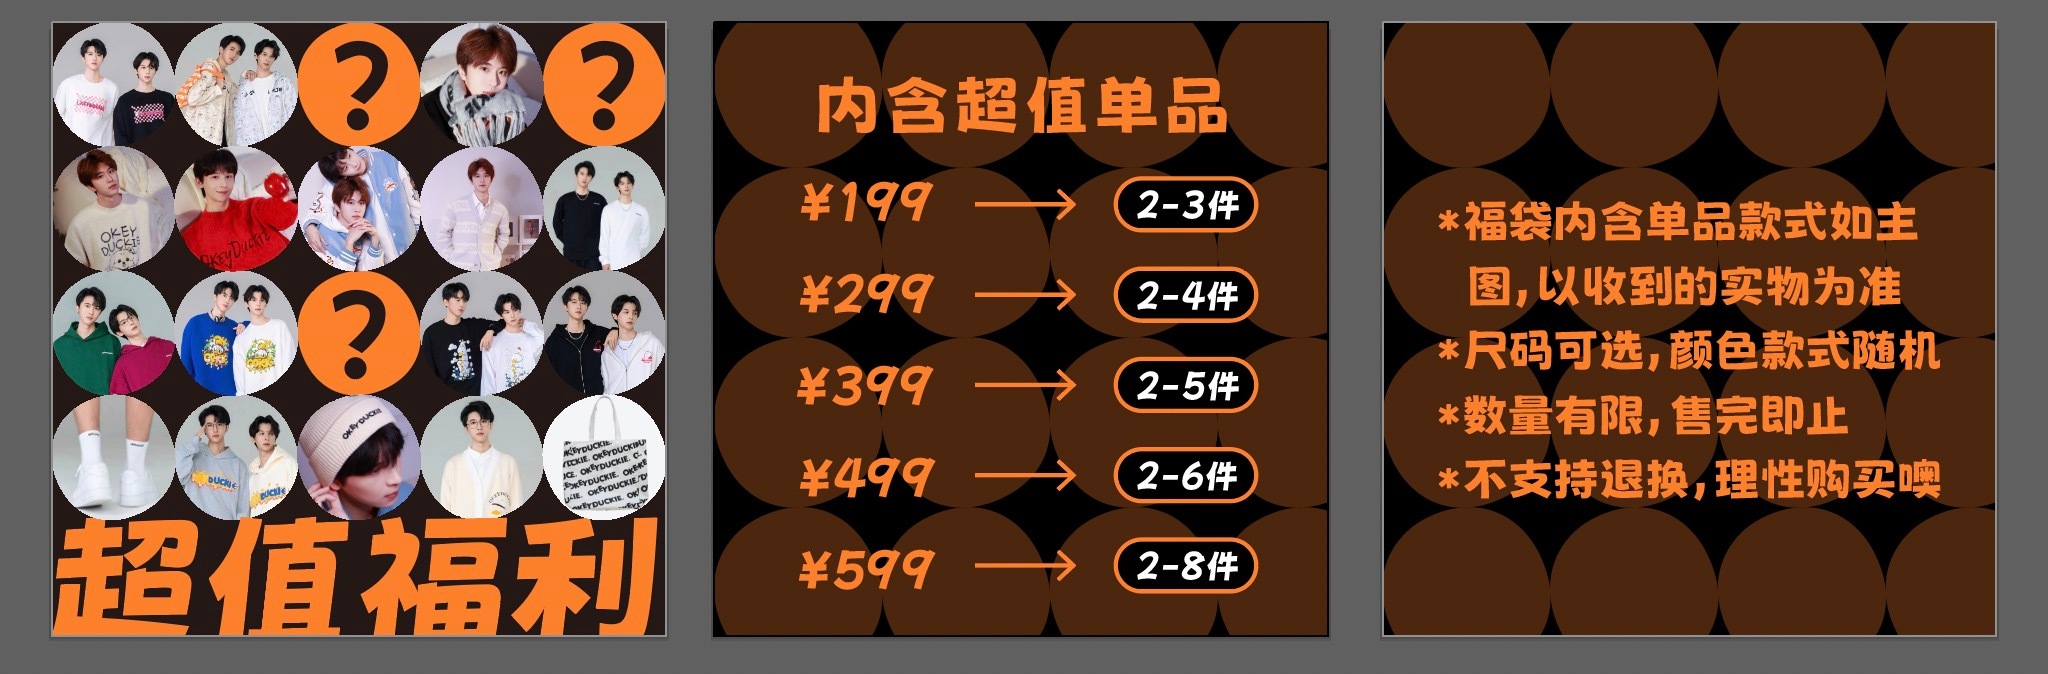 ?
?
OKEY
DUCKIE
OKEYDUCKIE
?
OKEYDUCKIE
DUCKIE
DUCKIE
OKEYDUCKIE.
超值福利
内含超值单品
¥199 → 2-3件
¥299 → 2-4件
¥399 → 2-5件
¥499 → 2-6件
¥599 → 2-8件
*福袋内含单品款式如主
图,以收到的实物为准
*尺码可选,颜色款式随机
*数量有限,售完即止
*不支持退换,理性购买噢